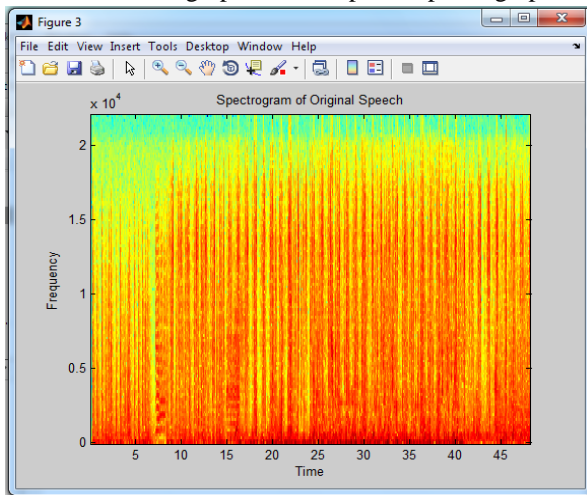 Figure 3
File Edit View Insert Tools Desktop Window Help
x 10^4
Spectrogram of Original Speech
2
1.5
1
0.5
0
Frequency
5 10 15 20 25 30 35 40 45
Time